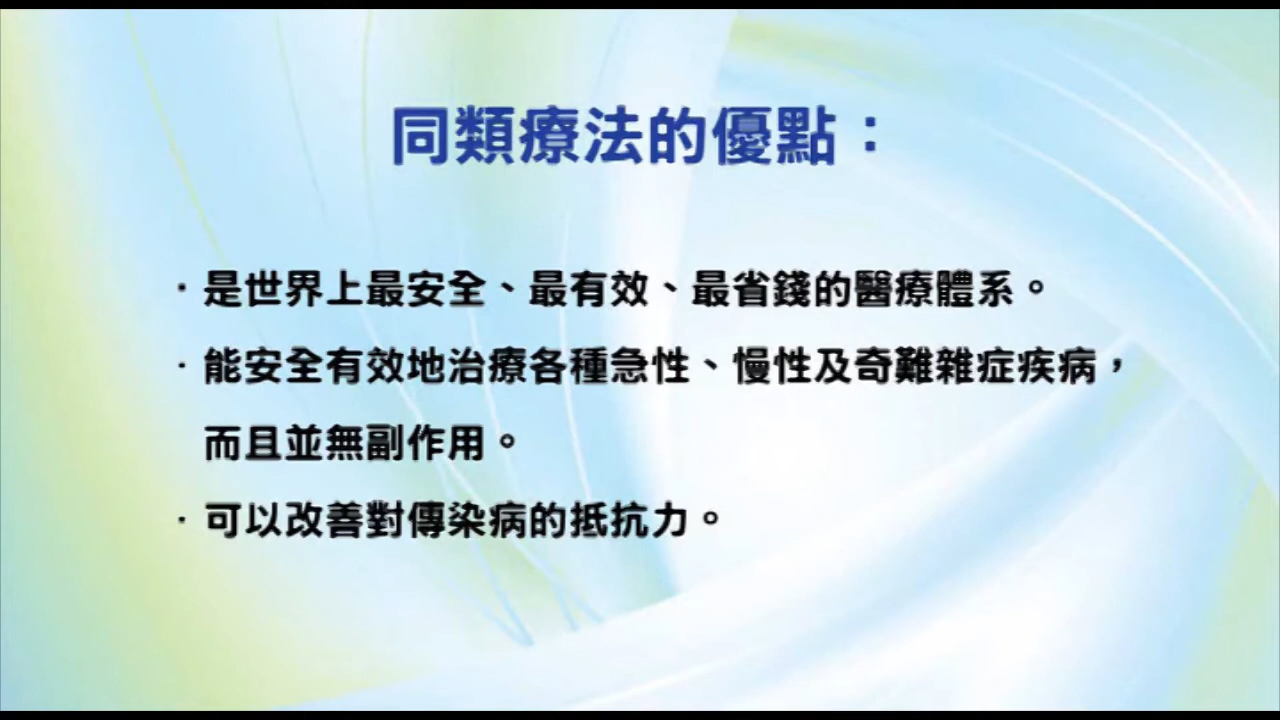 同類療法的優點：
·是世界上最安全、最有效、最省錢的醫療體系。
·能安全有效地治療各種急性、慢性及奇難雜症疾病，
而且並無副作用。
·可以改善對傳染病的抵抗力。